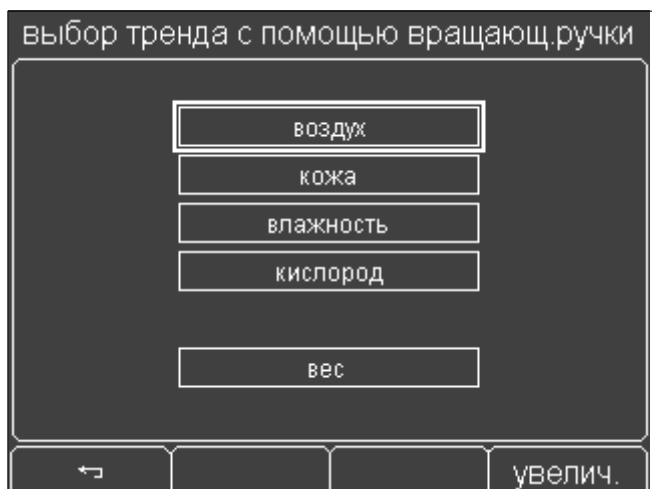 выбор тренда с помощью вращающ.ручки
воздух
кожа
влажность
кислород
вес
увелич.